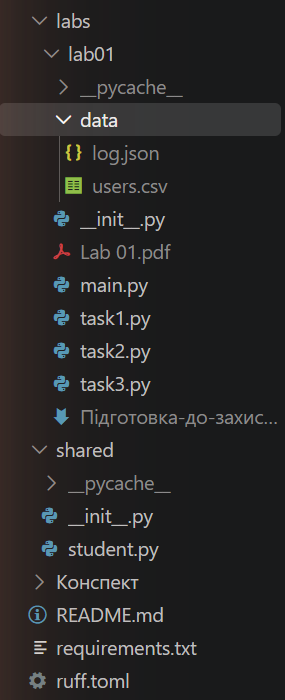 labs
lab01
__pycache__
data
log.json
users.csv
__init__.py
Lab 01.pdf
main.py
task1.py
task2.py
task3.py
Підготовка-до-захис...
shared
__pycache__
__init__.py
student.py
Конспект
README.md
requirements.txt
ruff.toml